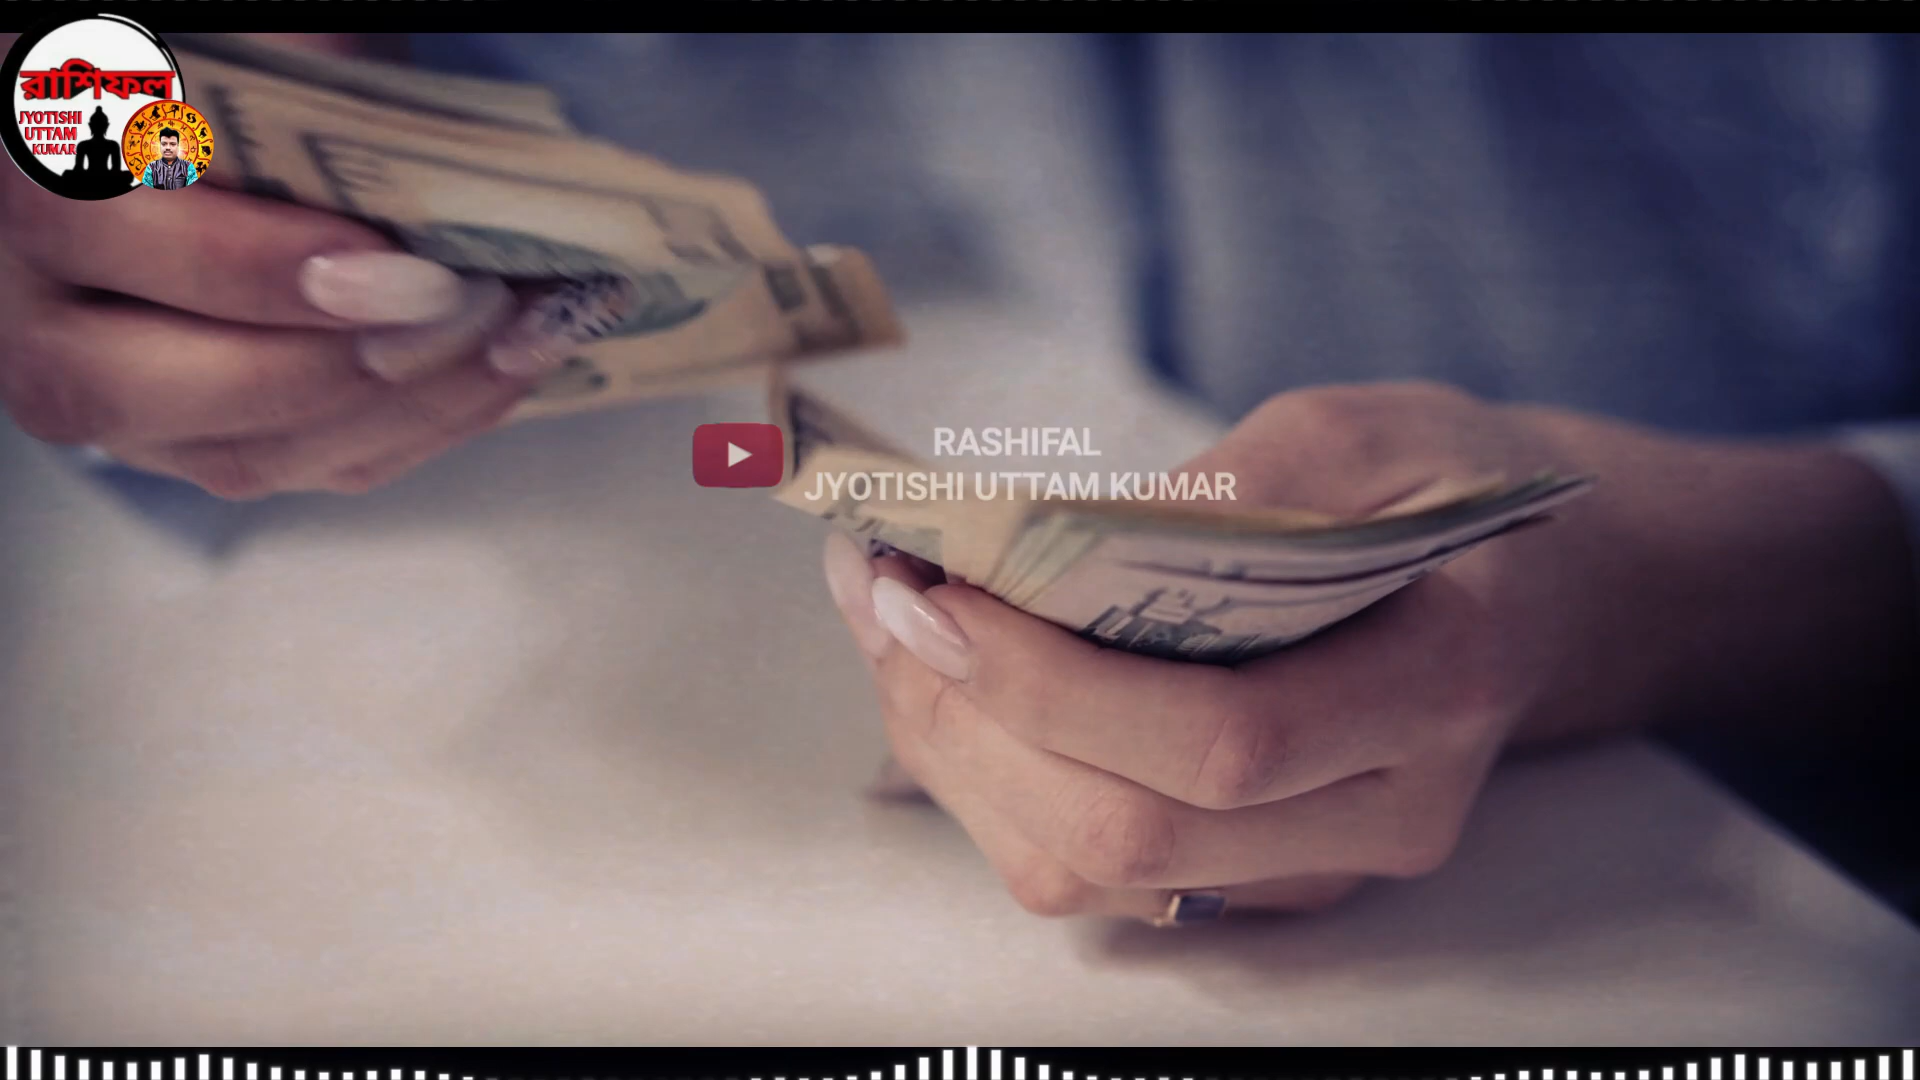 রাশিফল
JYOTISHI
UTTAM
KUMAR
RASHIFAL
JYOTISHI UTTAM KUMAR